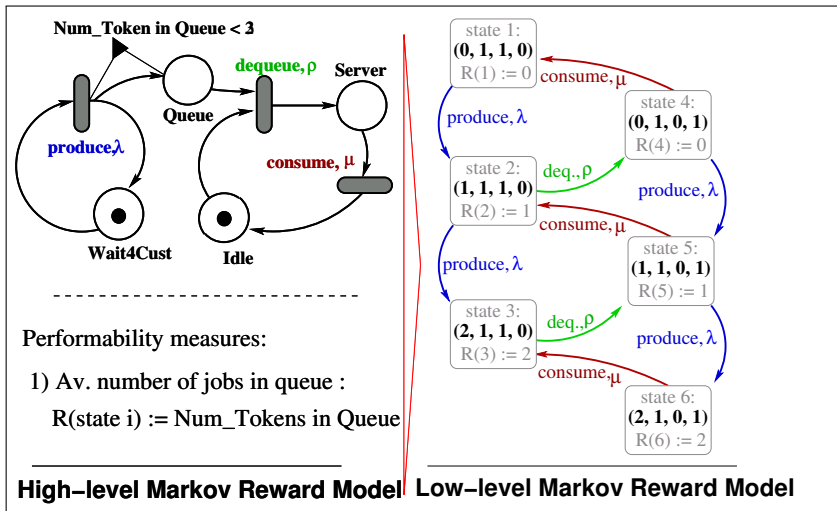 Num_Token in Queue <
dequeue, ρ
Server
Queue
produce, λ
consume, μ
Wait4Cust
Idle
Performability measures:
1) Av. number of jobs in queue :
R(state i) := Num_Tokens in Queue
High-level Markov Reward Model
state 1:
(0, 1, 1, 0)
R(1) := 0
consume, μ
state 4:
(0, 1, 0, 1)
R(4) := 0
produce, λ
deq., ρ
state 2:
(1, 1, 1, 0)
R(2) := 1
produce, λ
consume, μ
state 5:
(1, 1, 0, 1)
R(5) := 1
produce, λ
state 3:
(2, 1, 1, 0)
R(3) := 2
deq., ρ
produce, λ
consume, μ
state 6:
(2, 1, 0, 1)
R(6) := 2
Low-level Markov Reward Model